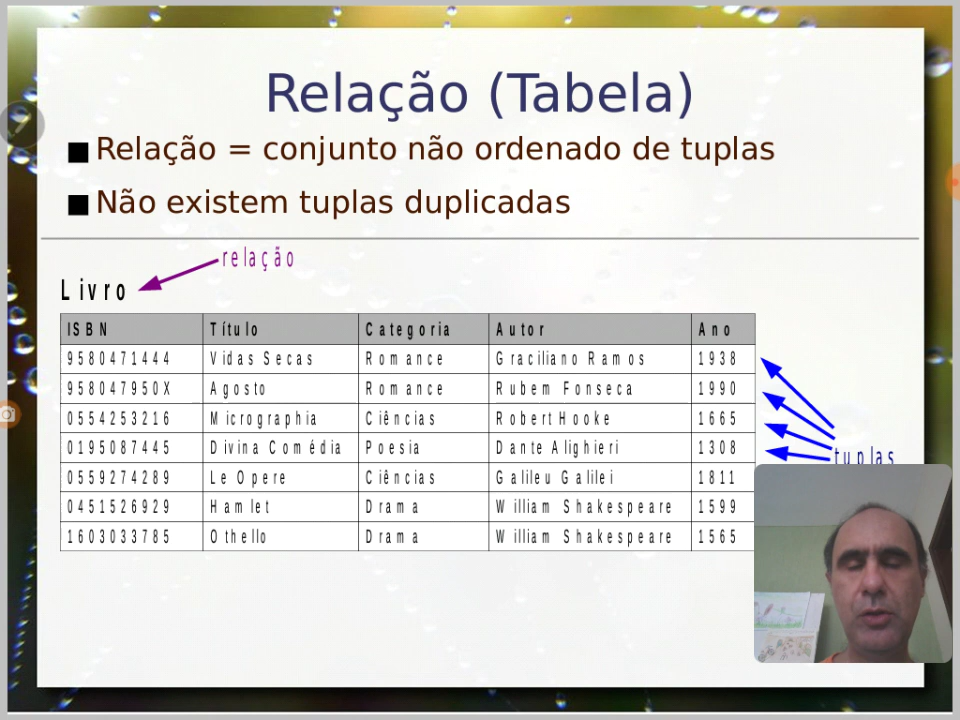 Relação (Tabela)
Relação = conjunto não ordenado de tuplas
Não existem tuplas duplicadas
relação
Livro
ISBN Título Categoria Autor Ano
9580471444 Vidas Secas Romance Graciliano Ramos 1938
958047950X Agosto Romance Rubem Fonseca 1990
0554253216 Micrographia Ciências Robert Hooke 1665
0195087445 Divina Comédia Poesia Dante Alighieri 1308
0559274289 Le Opere Ciências Galileu Galilei 1811
0451526929 Hamlet Drama William Shakespeare 1599
1603033785 Othello Drama William Shakespeare 1565
tuplas